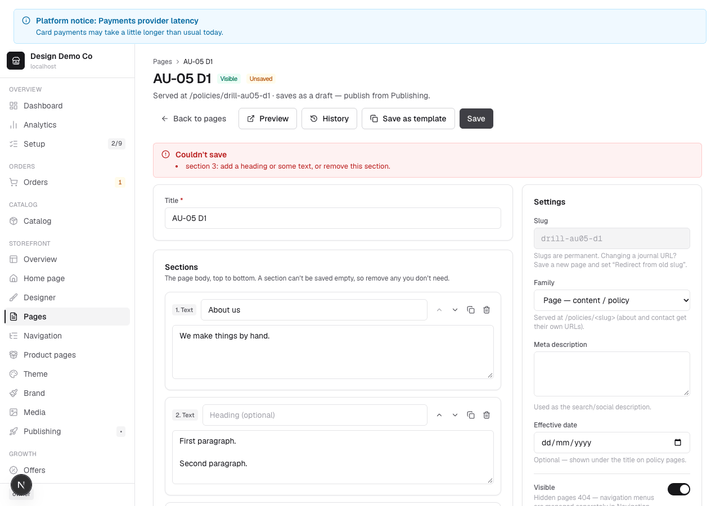 Platform notice: Payments provider latency
Card payments may take a little longer than usual today.
Design Demo Co
localhost
OVERVIEW
Dashboard
Analytics
Setup 2/9
ORDERS
Orders 1
CATALOG
Catalog
STOREFRONT
Overview
Home page
Designer
Pages
Navigation
Product pages
Theme
Brand
Media
Publishing
GROWTH
Offers
N
Pages > AU-05 D1
AU-05 D1 Visible Unsaved
Served at /policies/drill-au05-d1 · saves as a draft — publish from Publishing.
Back to pages Preview History Save as template Save
Couldn't save
• section 3: add a heading or some text, or remove this section.
Title *
AU-05 D1
Sections
The page body, top to bottom. A section can't be saved empty, so remove any you don't need.
1. Text About us
We make things by hand.
2. Text Heading (optional)
First paragraph.
Second paragraph.
Settings
Slug
drill-au05-d1
Slugs are permanent. Changing a journal URL?
Save a new page and set "Redirect from old slug".
Family
Page — content / policy
Served at /policies/<slug> (about and contact get
their own URLs).
Meta description
Used as the search/social description.
Effective date
dd/mm/yyyy
Optional — shown under the title on policy pages.
Visible
Hidden pages 404 — navigation menus